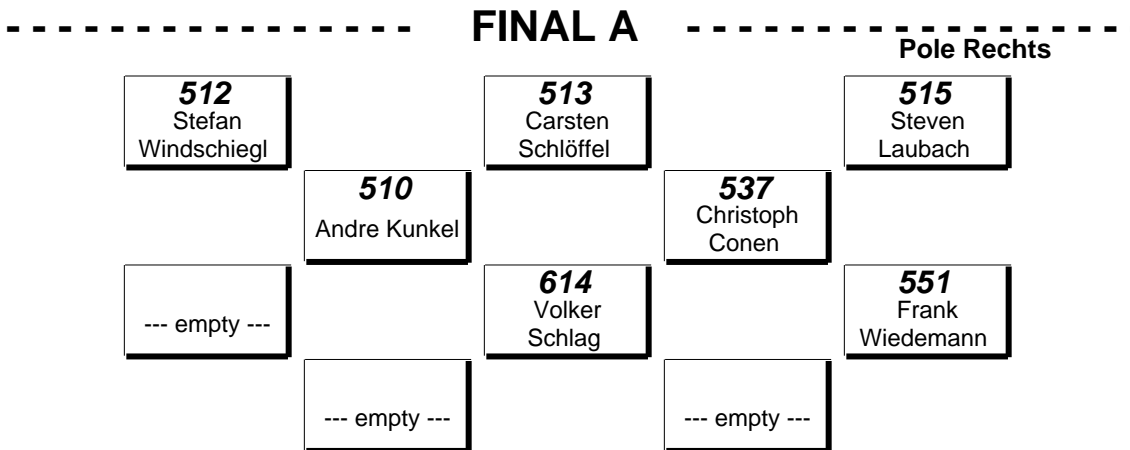 - - - - - - - - - - - - - - - - - FINAL A - - - - - - - - - - - - - - - - - -
Pole Rechts
512
Stefan
Windschiegl
513
Carsten
Schlöffel
515
Steven
Laubach
510
Andre Kunkel
537
Christoph
Conen
--- empty ---
614
Volker
Schlag
551
Frank
Wiedemann
--- empty ---
--- empty ---